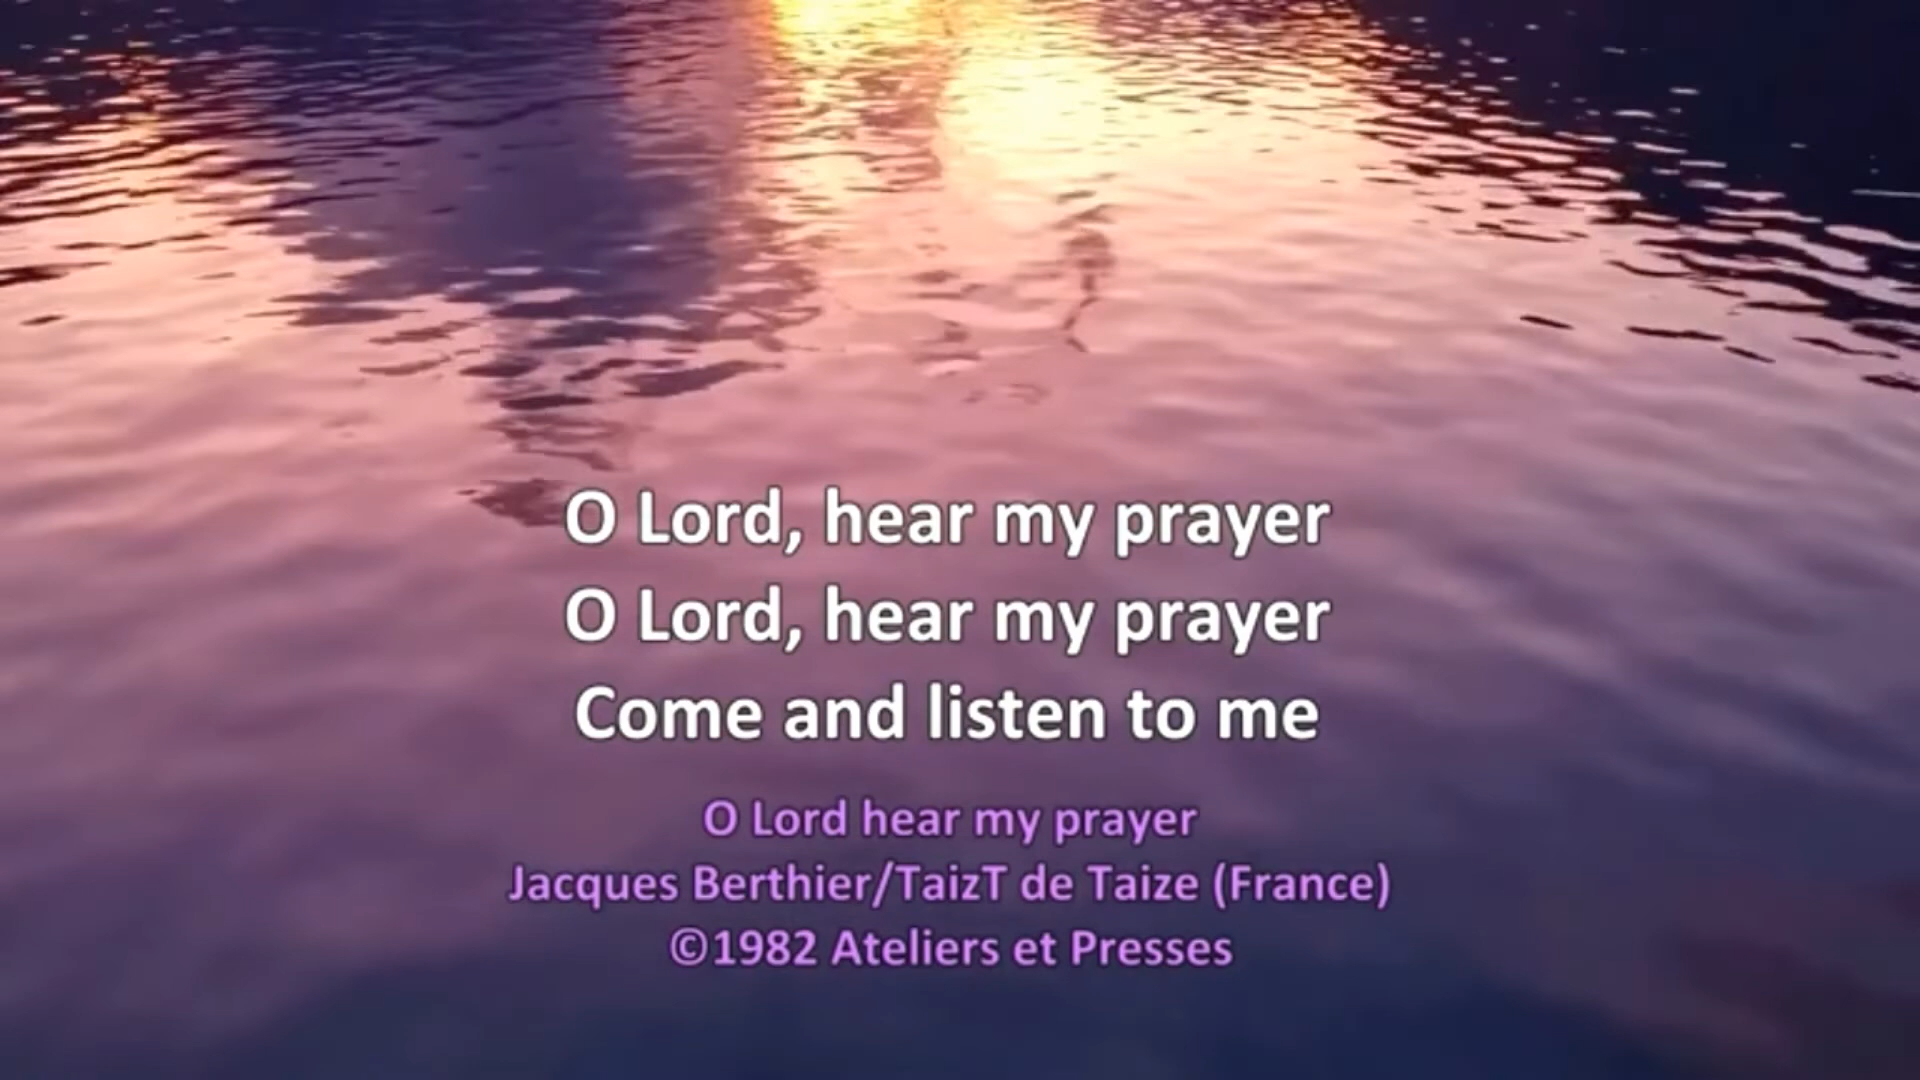 O Lord, hear my prayer
O Lord, hear my prayer
Come and listen to me
O Lord hear my prayer
Jacques Berthier/TaizT de Taize (France)
©1982 Ateliers et Presses